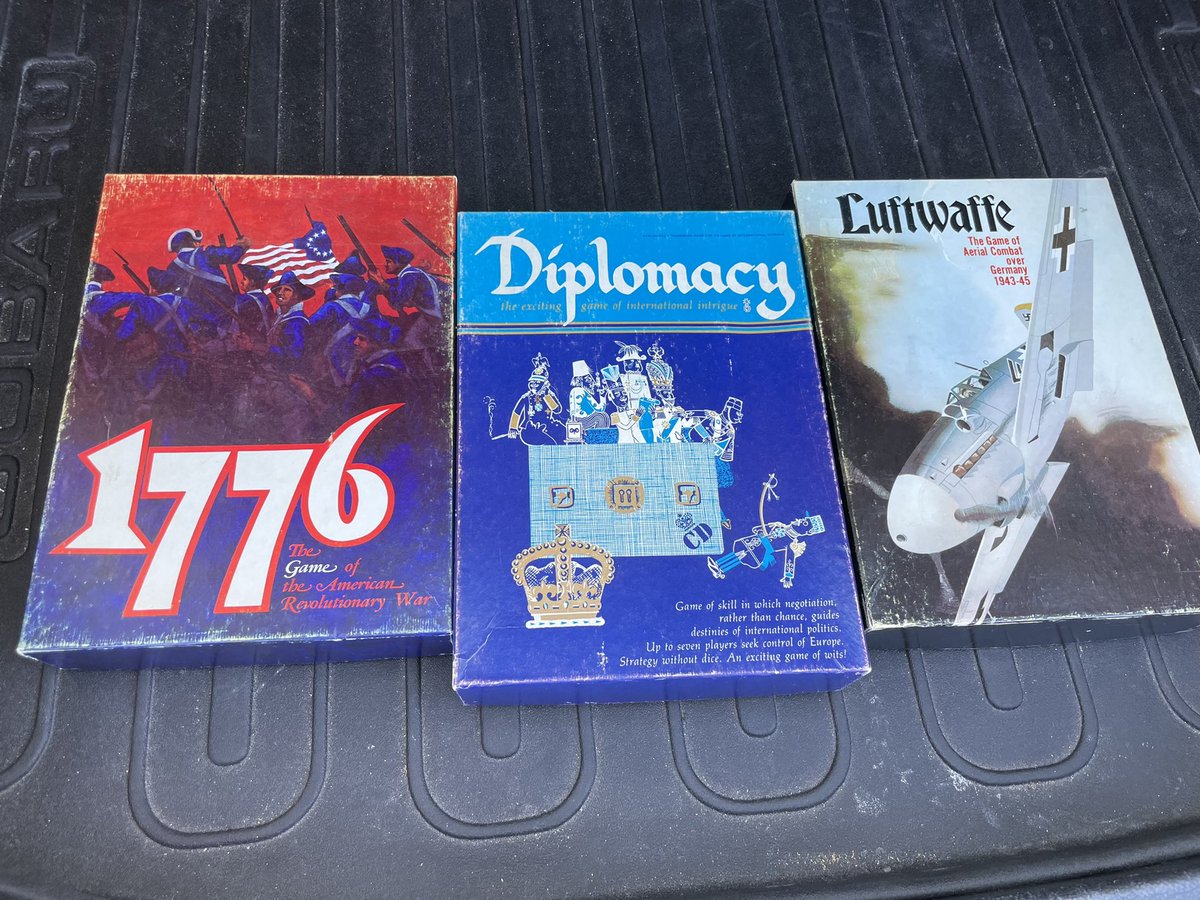 SUBARU
1776
The
Game of
the American
Revolutionary War
Diplomacy
the exciting game of international intrigue
CD
Game of skill in which negotiation,
rather than chance, guides
destinies of international politics.
Up to seven players seek control of Europe.
Strategy without dice. An exciting game of wits!
Luftwaffe
The Game of
Aerial Combat
over
Germany
1943-45